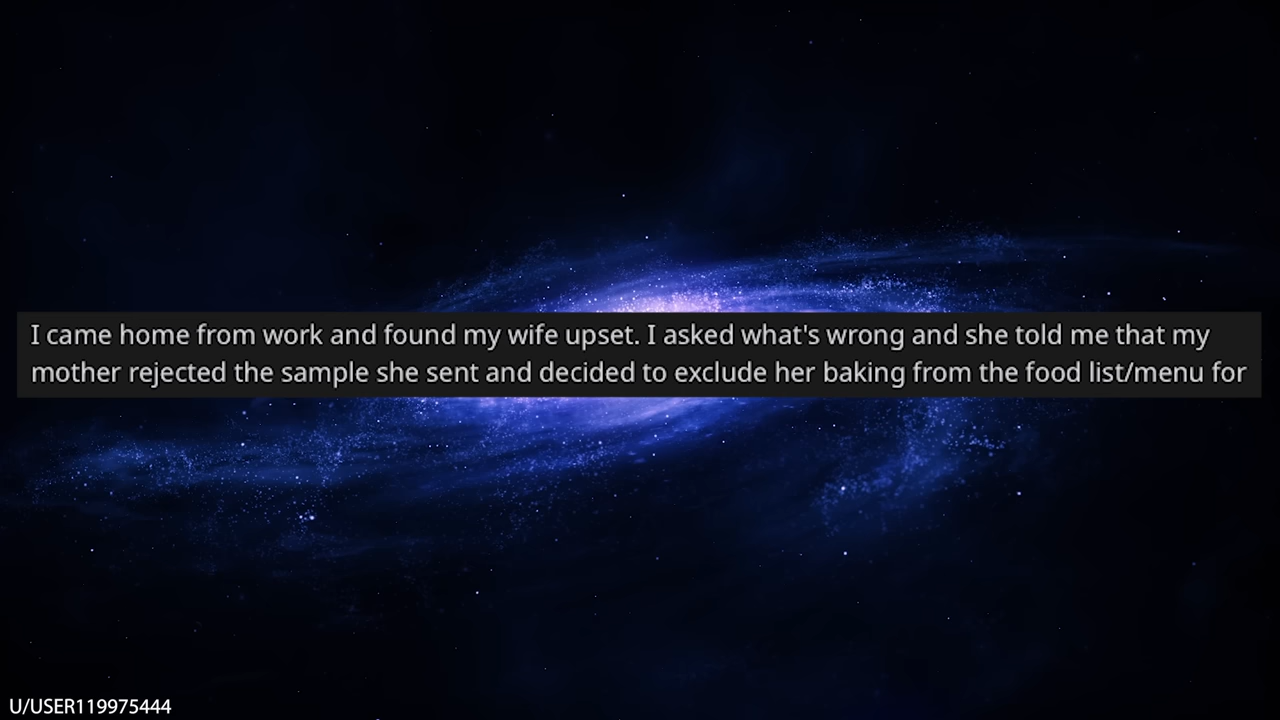 I came home from work and found my wife upset. I asked what's wrong and she told me that my
mother rejected the sample she sent and decided to exclude her baking from the food list/menu for
U/USER119975444